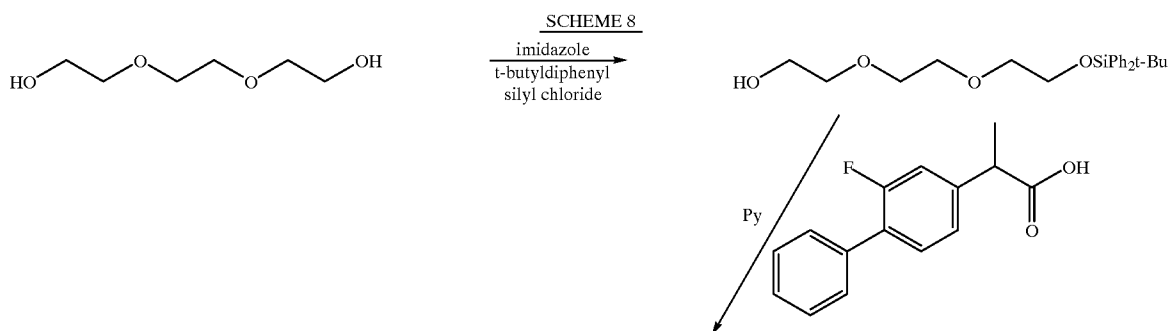 SCHEME 8
HO O O OH
imidazole
t-butyldiphenyl
silyl chloride
HO O O OSiPh₂t-Bu
F OH
O
Py